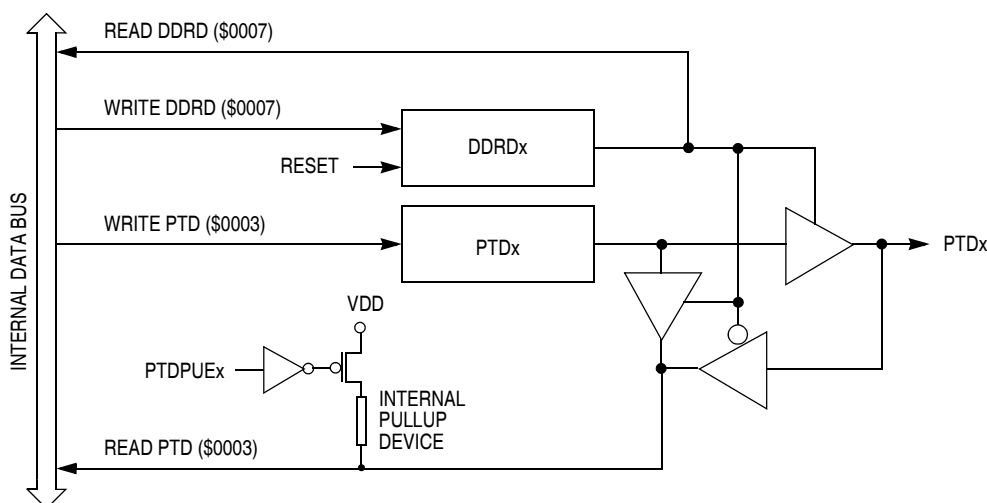 READ DDRD ($0007)
WRITE DDRD ($0007)
DDRDx
RESET
WRITE PTD ($0003)
PTDx
PTDx
INTERNAL DATA BUS
VDD
PTDPUEx
INTERNAL
PULLUP
DEVICE
READ PTD ($0003)